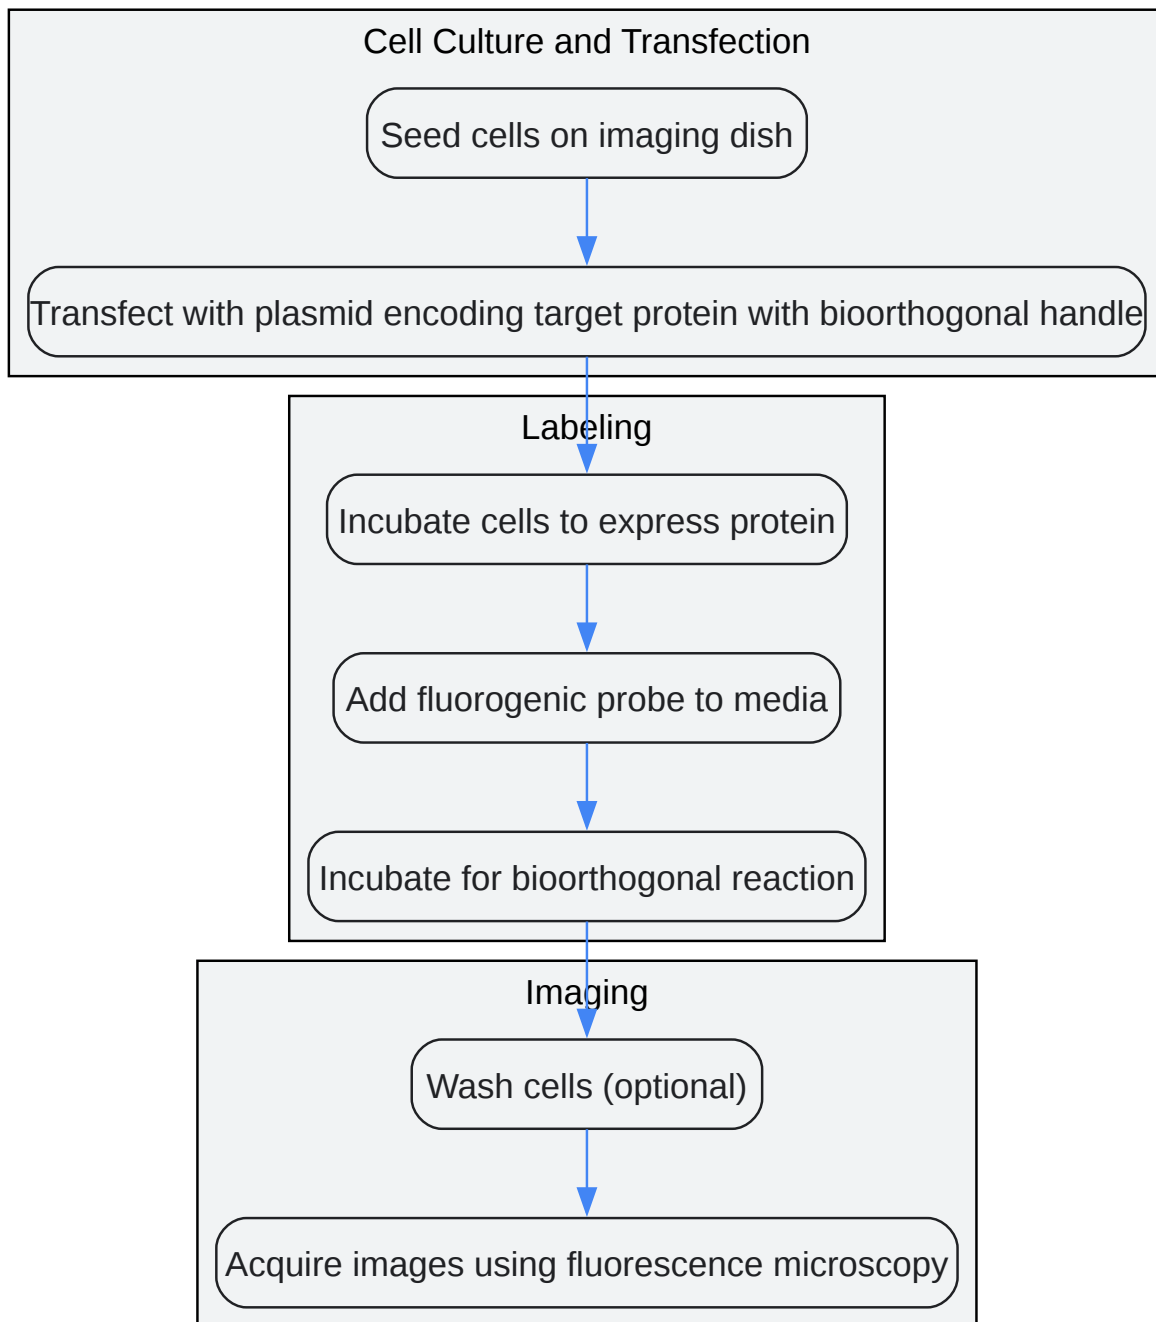 Cell Culture and Transfection
Seed cells on imaging dish
Transfect with plasmid encoding target protein with bioorthogonal handle
Labeling
Incubate cells to express protein
Add fluorogenic probe to media
Incubate for bioorthogonal reaction
Imaging
Wash cells (optional)
Acquire images using fluorescence microscopy